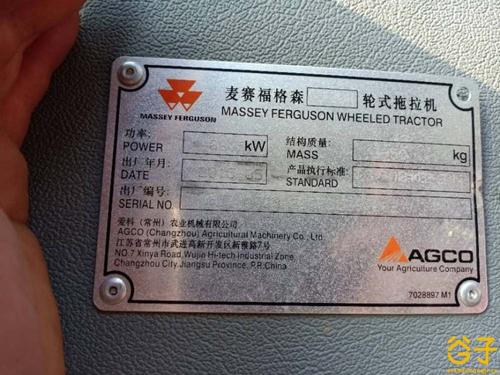 麦赛福格森 轮式拖拉机
MASSEY FERGUSON
MASSEY FERGUSON WHEELED TRACTOR
功率:
POWER kW
结构质量:
MASS kg
出厂年月:
DATE
产品执行标准:
STANDARD
出厂编号:
SERIAL NO.
爱科(常州)农业机械有限公司
AGCO (Changzhou) Agricultural Machinery Co., Ltd.
江苏省常州市武进高新开发区新雅路7号
NO.7 Xinya Road, Wujin Hi-tech Industrial Zone,
Changzhou City, Jiangsu Province, P.R.China
AGCO
Your Agriculture Company
7028897 M1
谷子